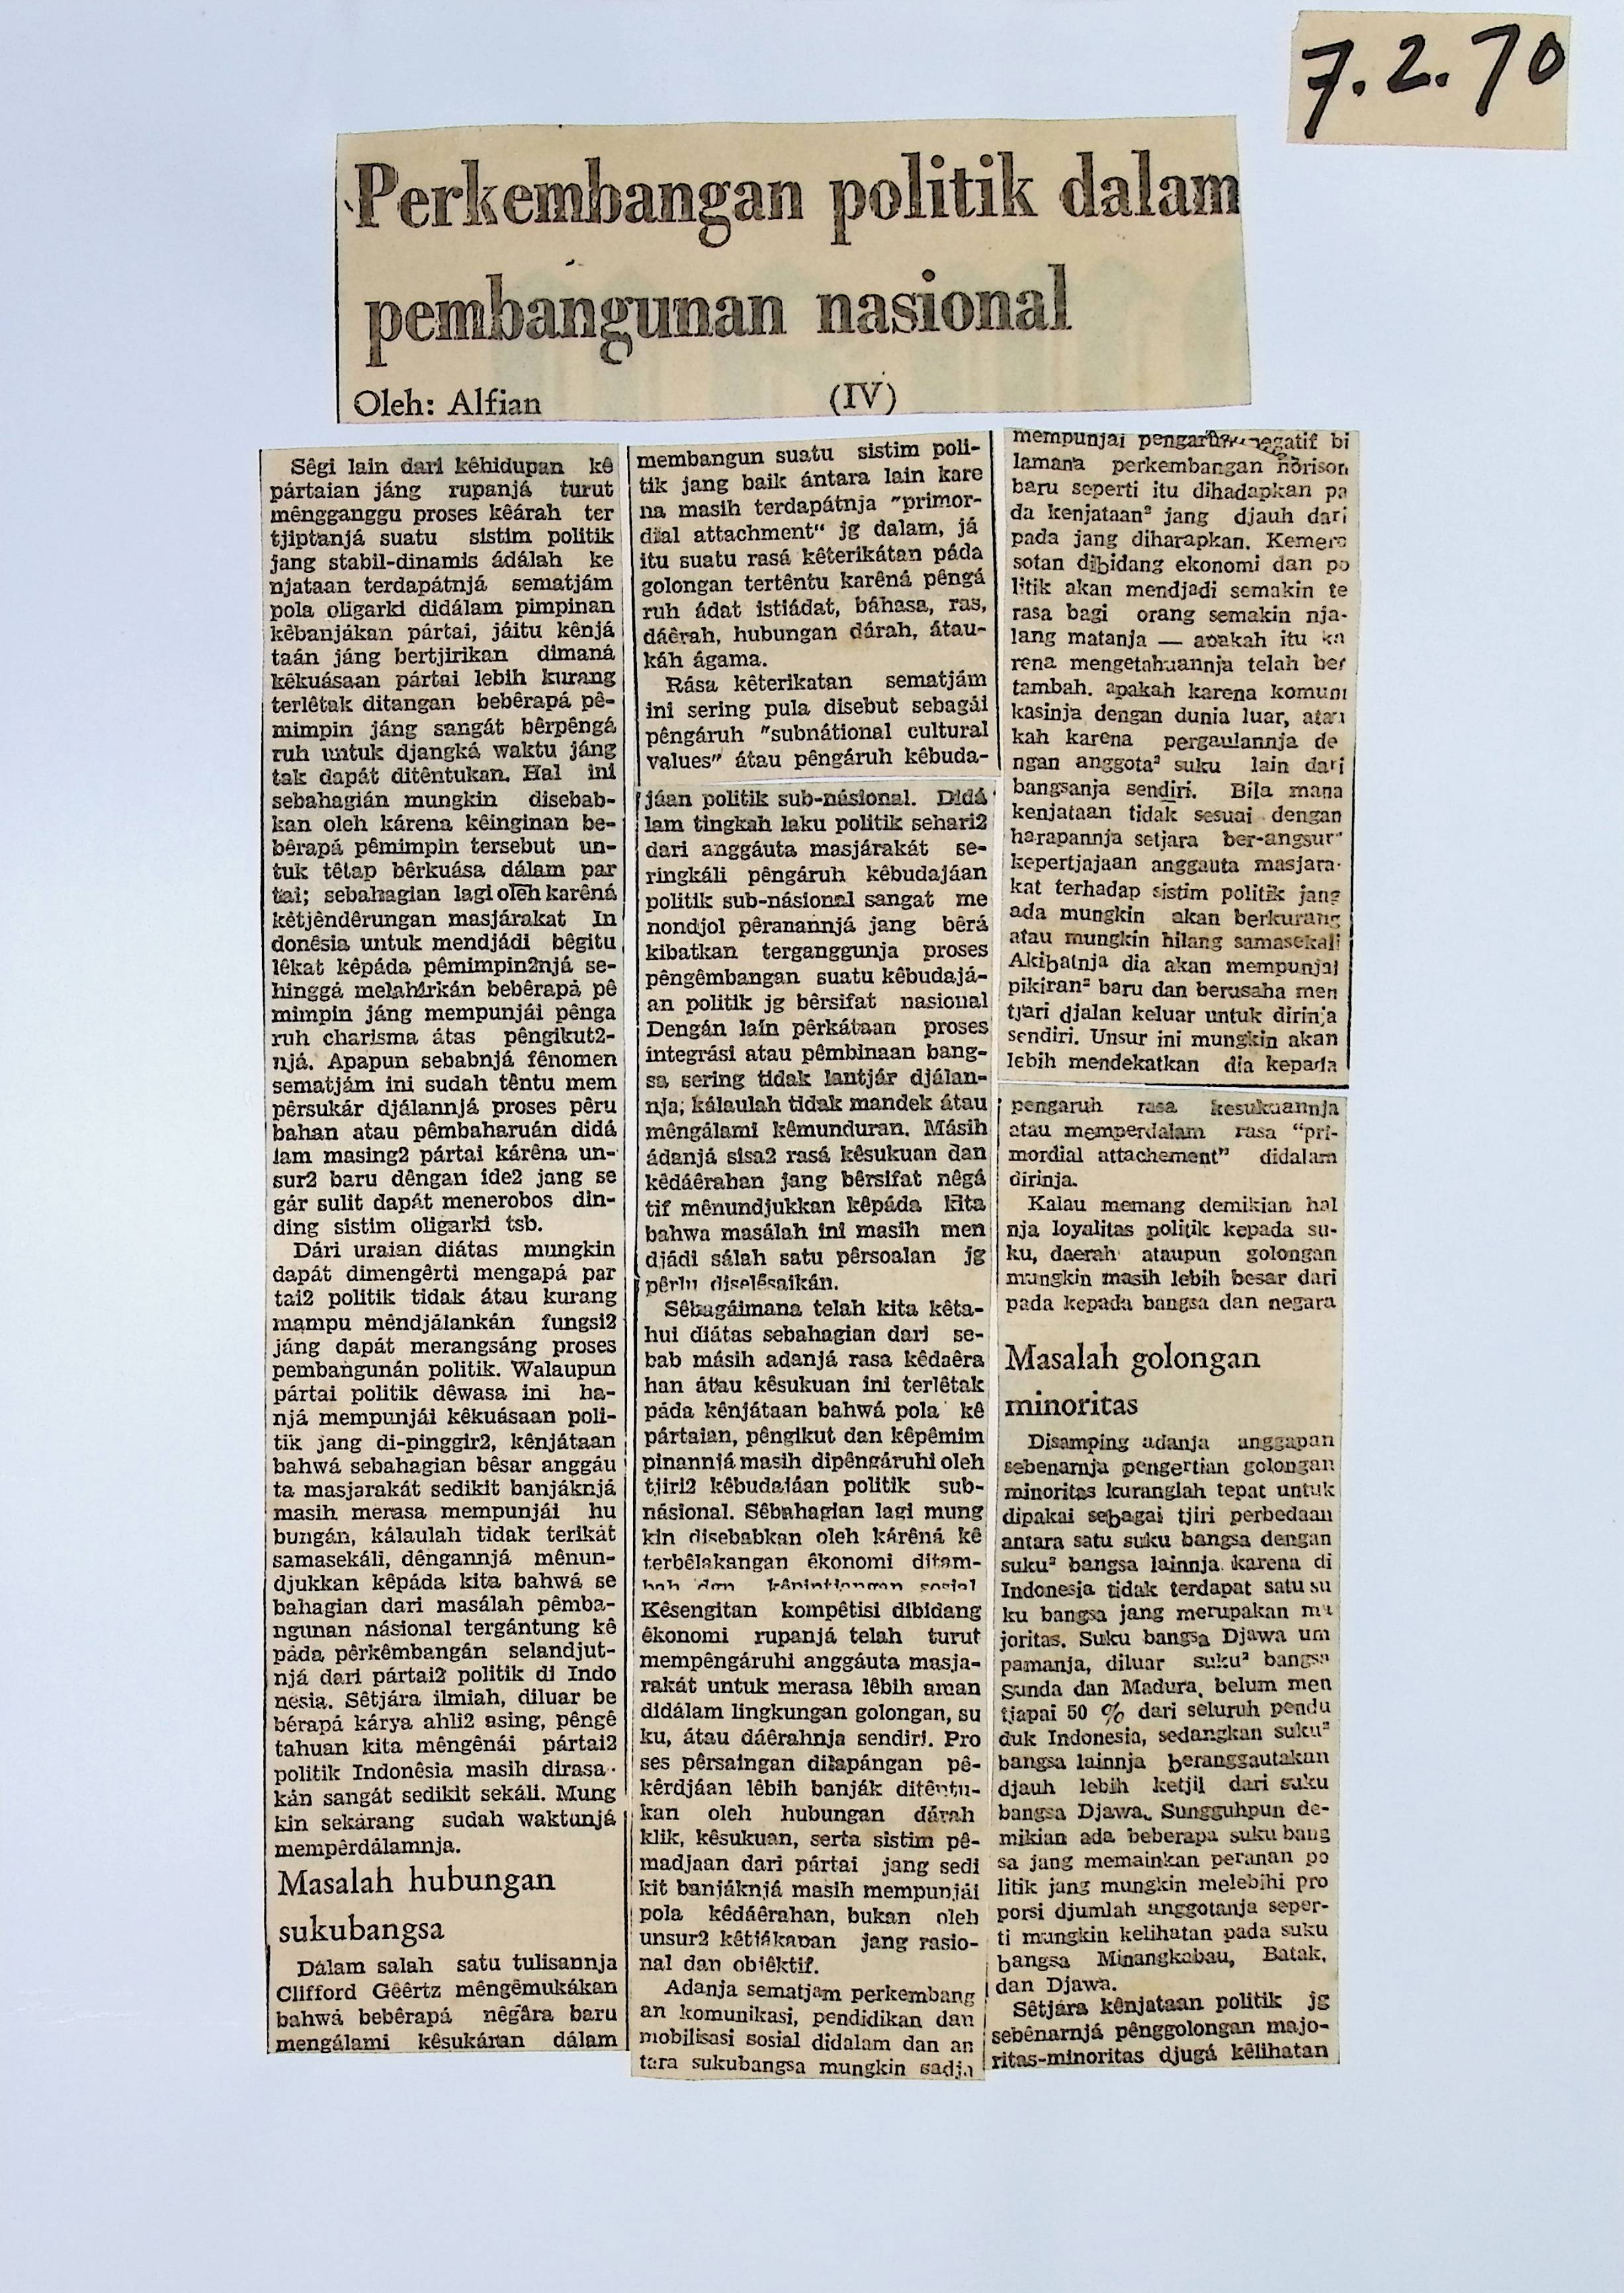 7.2.70
Perkembangan politik dalam
pembangunan nasional
Oleh: Alfian (IV)
Sêgi lain dari kêhidupan kê
pártaian jáng rupanjá turut
mêngganggu proses kêárah ter
tjiptanjá suatu sistim politik
jang stabil-dinamis ádálah ke
njataan terdapátnjá sematjám
pola oligarki didálam pimpinan
kêbanjákan pártai, jáitu kênjá
taán jáng bertjirikan dimaná
kêkuásaan pártai lebih kurang
terlêtak ditangan bebêrapá pê-
mimpin jáng sangát bêrpêngá
ruh untuk djangká waktu jáng
tak dapát ditêntukan. Hal ini
sebahagián mungkin disebab-
kan oleh kárena kêinginan be-
bêrapá pêmimpin tersebut un-
tuk têtap bêrkuása dálam par
tai; sebahagian lagi oleh karêná
kêtjêndêrungan masjárakat In
donêsia untuk mendjádi bêgitu
lêkat kêpáda pêmimpin2njá se-
hinggá melahirkán bebêrapá pê
mimpin jáng mempunjái pênga
ruh charisma átas pêngikut2-
njá. Apapun sebabnjá fênomen
sematjám ini sudah têntu mem
pêrsukár djálannjá proses pêru
bahan atau pêmbaharuán didá
lam masing2 pártai kárêna un-
sur2 baru dêngan ide2 jang se
gár sulit dapát menerobos din-
ding sistim oligarki tsb.
Dári uraian diátas mungkin
dapát dimengêrti mengapá par
tai2 politik tidak átau kurang
mampu mêndjálankán fungsi2
jáng dapát merangsáng proses
pembangunán politik. Walaupun
pártai politik dêwasa ini ha-
njá mempunjái kêkuásaan poli-
tik jang di-pinggir2, kênjátaan
bahwá sebahagian bêsar anggáu
ta masjarakát sedikit banjáknjá
masih merasa mempunjái hu
bungán, kálaulah tidak terikát
samasekáli, dêngannjá mênun-
djukkan kêpáda kita bahwá se
bahagian dari masálah pêmba-
ngunan násional tergántung kê
páda pêrkêmbangán selandjut-
njá dari pártai2 politik di Indo
nesia. Sêtjára ilmiah, diluar be
bérapá kárya ahli2 asing, pêngê
tahuan kita mêngênái pártai2
politik Indonêsia masih dirasa
kán sangát sedikit sekáli. Mung
kin sekárang sudah waktunjá
mempêrdálamnja.
Masalah hubungan
sukubangsa
Dálam salah satu tulisannja
Clifford Gêêrtz mêngêmukákan
bahwá bebêrapá nêgára baru
mengálami kêsukáran dálam
membangun suatu sistim poli-
tik jang baik ántara lain kare
na masih terdapátnja "primor-
dial attachment" jg dalam, já
itu suatu rasá kêterikátan páda
golongan tertêntu karêná pêngá
ruh ádat istiádat, báhasa, ras,
dáêrah, hubungan dárah, átau-
káh ágama.
Rása kêterikatan sematjám
ini sering pula disebut sebagái
pêngáruh "subnátional cultural
values" átau pêngáruh kêbuda-
jáan politik sub-násional. Didá
lam tingkah laku politik sehari2
dari anggáuta masjárakát se-
ringkáli pêngáruh kêbudajáan
politik sub-násional sangat me
nondjol pêranannjá jang bêrá
kibatkan terganggunja proses
pêngêmbangan suatu kêbudajá-
an politik jg bêrsifat nasional
Dengán lain pêrkátaan proses
integrási atau pêmbinaan bang-
sa sering tidak lantjár djálan-
nja; kálaulah tidak mandek átau
mêngálami kêmunduran. Másih
ádanjá sisa2 rasá kêsukuan dan
kêdáêrahan jang bêrsifat nêgá
tif mênundjukkan kêpáda kita
bahwa masálah ini masih men
djádi sálah satu pêrsoalan jg
pêrlu disêlêsaikán.
Sêbagáimana telah kita kêta-
hui diátas sebahagian dari se-
bab másih adanjá rasa kêdaêra
han átau kêsukuan ini terlêtak
páda kênjátaan bahwá pola kê
pártaian, pêngikut dan kêpêmim
pinannjá masih dipêngáruhi oleh
tjiri2 kêbudajáan politik sub-
násional. Sêbahagian lagi mung
kin disebabkan oleh kárêná kê
terbêlakangan êkonomi ditam-
bah dgn kêpintjangan sosial
Kêsengitan kompêtisi dibidang
êkonomi rupanjá telah turut
mempêngáruhi anggáuta masja-
rakát untuk merasa lêbih aman
didálam lingkungan golongan, su
ku, átau dáêrahnja sendiri. Pro
ses pêrsaingan dilapángan pê-
kêrdjáan lêbih banják ditêntu-
kan oleh hubungan dárah
klik, kêsukuan, serta sistim pê-
madjaan dari pártai jang sedi
kit banjáknjá masih mempunjái
pola kêdáêrahan, bukan oleh
unsur2 kêtjákapan jang rasio-
nal dan obiêktif.
Adanja sematjam perkembang
an komunikasi, pendidikan dan
mobilisasi sosial didalam dan an
tara sukubangsa mungkin sadja
mempunjai pengaruh negatif bi
lamana perkembangan horison
baru seperti itu dihadapkan pa
da kenjataan² jang djauh dari
pada jang diharapkan. Kemero
sotan dibidang ekonomi dan po
litik akan mendjadi semakin te
rasa bagi orang semakin nja-
lang matanja — apakah itu ka
rena mengetahuannja telah ber
tambah. apakah karena komuni
kasinja dengan dunia luar, atau
kah karena pergaulannja de
ngan anggota² suku lain dari
bangsanja sendiri. Bila mana
kenjataan tidak sesuai dengan
harapannja setjara ber-angsur"
kepertjajaan anggauta masjara-
kat terhadap sistim politik jang
ada mungkin akan berkurang
atau mungkin hilang samasekali
Akibatnja dia akan mempunjai
pikiran² baru dan berusaha men
tjari djalan keluar untuk dirinja
sendiri. Unsur ini mungkin akan
lebih mendekatkan dia kepada
pengaruh rasa kesukuannja
atau memperdalam rasa "pri-
mordial attachement" didalam
dirinja.
Kalau memang demikian hal
nja loyalitas politik kepada su-
ku, daerah ataupun golongan
mungkin masih lebih besar dari
pada kepada bangsa dan negara
Masalah golongan
minoritas
Disamping adanja anggapan
sebenarnja pengertian golongan
minoritas kuranglah tepat untuk
dipakai sebagai tjiri perbedaan
antara satu suku bangsa dengan
suku² bangsa lainnja. karena di
Indonesia tidak terdapat satu su
ku bangsa jang merupakan ma
joritas. Suku bangsa Djawa um
pamanja, diluar suku² bangsa
Sunda dan Madura, belum men
tjapai 50 % dari seluruh pendu
duk Indonesia, sedangkan suku²
bangsa lainnja beranggautakan
djauh lebih ketjil dari suku
bangsa Djawa. Sungguhpun de-
mikian ada beberapa suku bang
sa jang memainkan peranan po
litik jang mungkin melebihi pro
porsi djumlah anggotanja seper-
ti mungkin kelihatan pada suku
bangsa Minangkabau, Batak,
dan Djawa.
Sêtjára kênjataan politik jg
sebênarnjá pênggolongan majo-
ritas-minoritas djugá kêlihatan